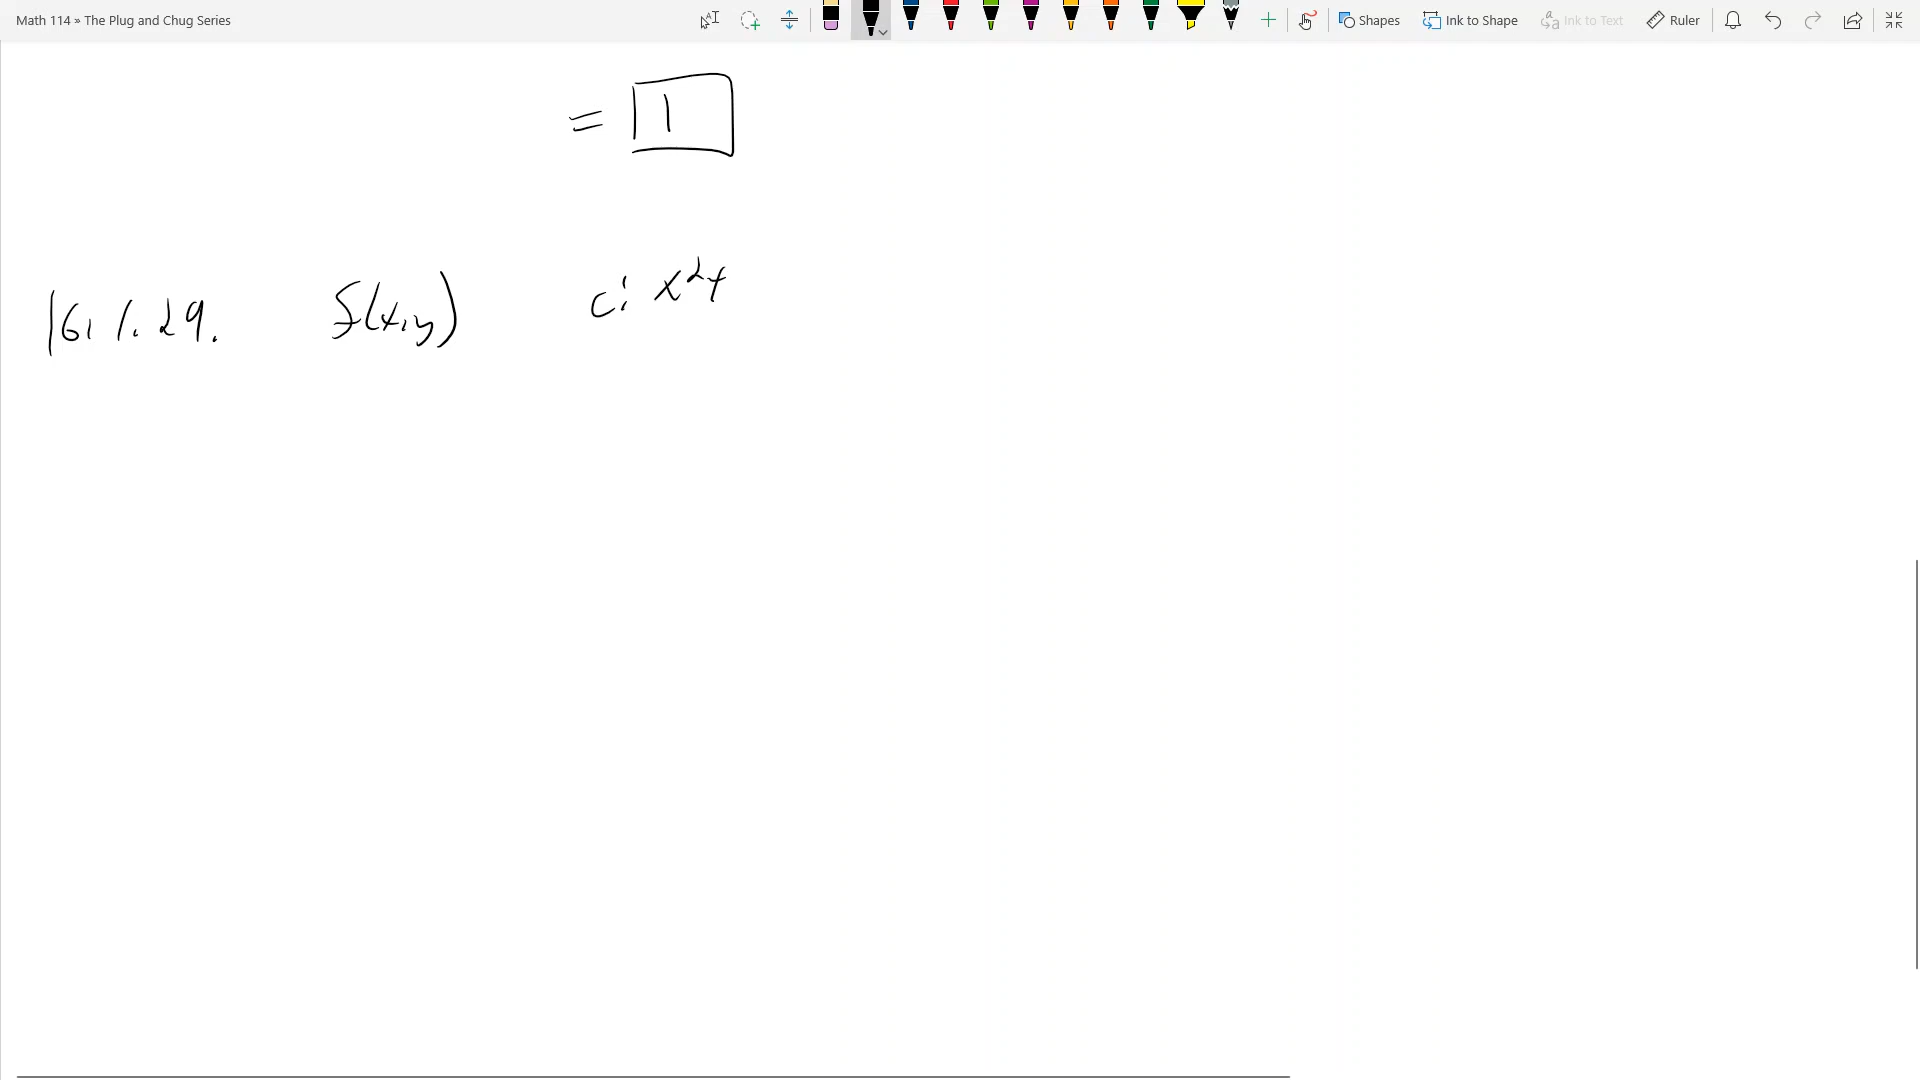 Math 114 » The Plug and Chug Series
Shapes
Ink to Shape
Ink to Text
Ruler
= 1
16.1.29. f(x,y) C: x²+